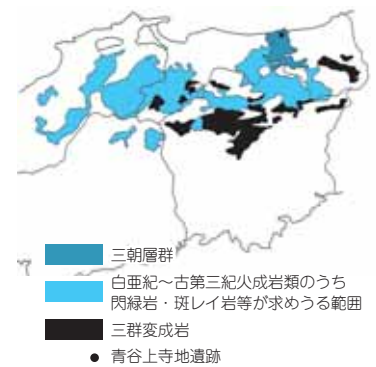 三朝層群
白亜紀～古第三紀火成岩類のうち
閃緑岩・斑レイ岩等が求めうる範囲
三群変成岩
青谷上寺地遺跡